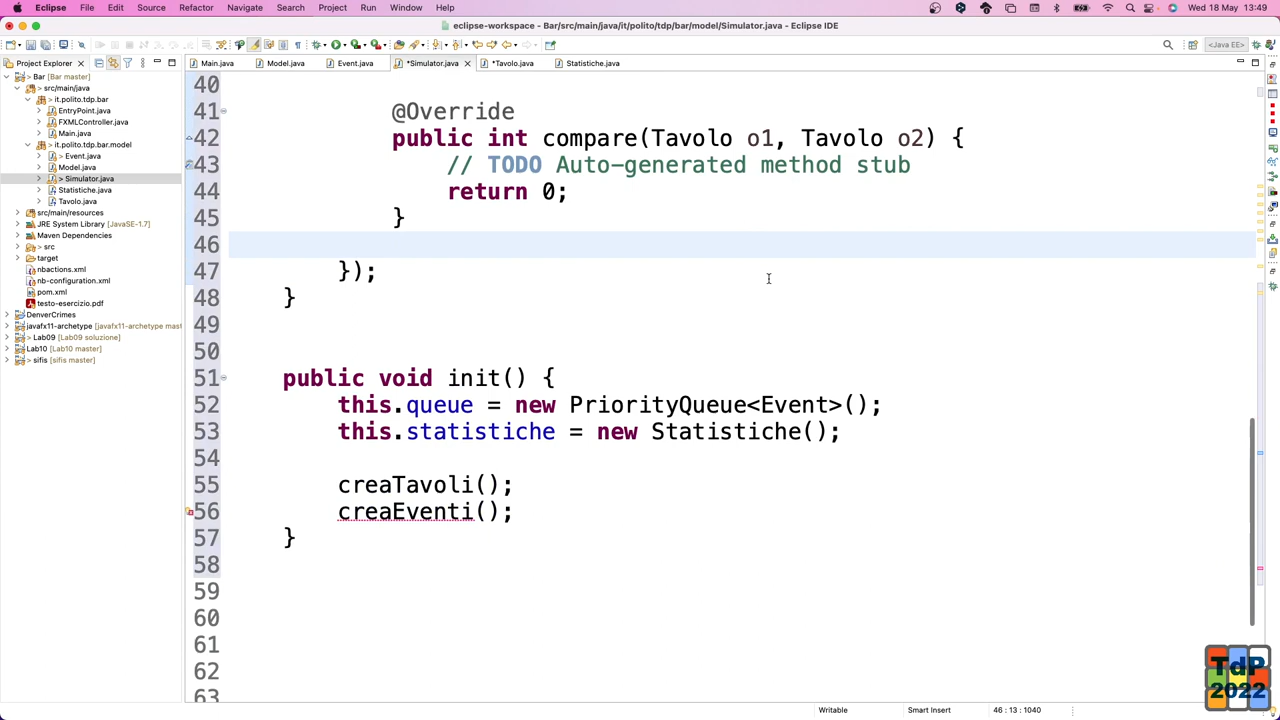 Eclipse File Edit Source Refactor Navigate Search Project Run Window Help Wed 18 May 13:49
eclipse-workspace - Bar/src/main/java/it/polito/tdp/bar/model/Simulator.java - Eclipse IDE
<Java EE>
Project Explorer
Main.java Model.java Event.java *Simulator.java *Tavolo.java Statistiche.java
Bar [Bar master]
src/main/java
it.polito.tdp.bar
EntryPoint.java
FXMLController.java
Main.java
it.polito.tdp.bar.model
> Event.java
Model.java
> Simulator.java
Statistiche.java
Tavolo.java
src/main/resources
JRE System Library [JavaSE-1.7]
Maven Dependencies
src
target
nbactions.xml
nb-configuration.xml
pom.xml
testo-esercizio.pdf
DenverCrimes
javafx11-archetype [javafx11-archetype mast
> Lab09 [Lab09 soluzione]
Lab10 [Lab10 master]
> sifis [sifis master]
40
41 @Override
42 public int compare(Tavolo o1, Tavolo o2) {
43 // TODO Auto-generated method stub
44 return 0;
45 }
46
47 });
48 }
49
50
51 public void init() {
52 this.queue = new PriorityQueue<Event>();
53 this.statistiche = new Statistiche();
54
55 creaTavoli();
56 creaEventi();
57 }
58
59
60
61
62
63
Writable Smart Insert 46 : 13 : 1040
TdP
2022